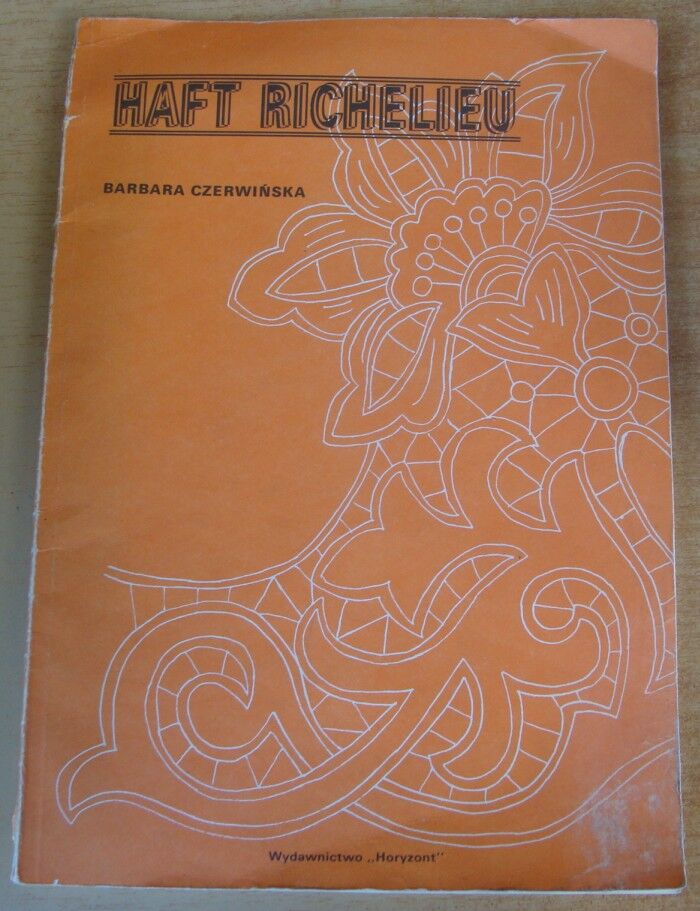 HAFT RICHELIEU
BARBARA CZERWIŃSKA
Wydawnictwo „Horyzont"